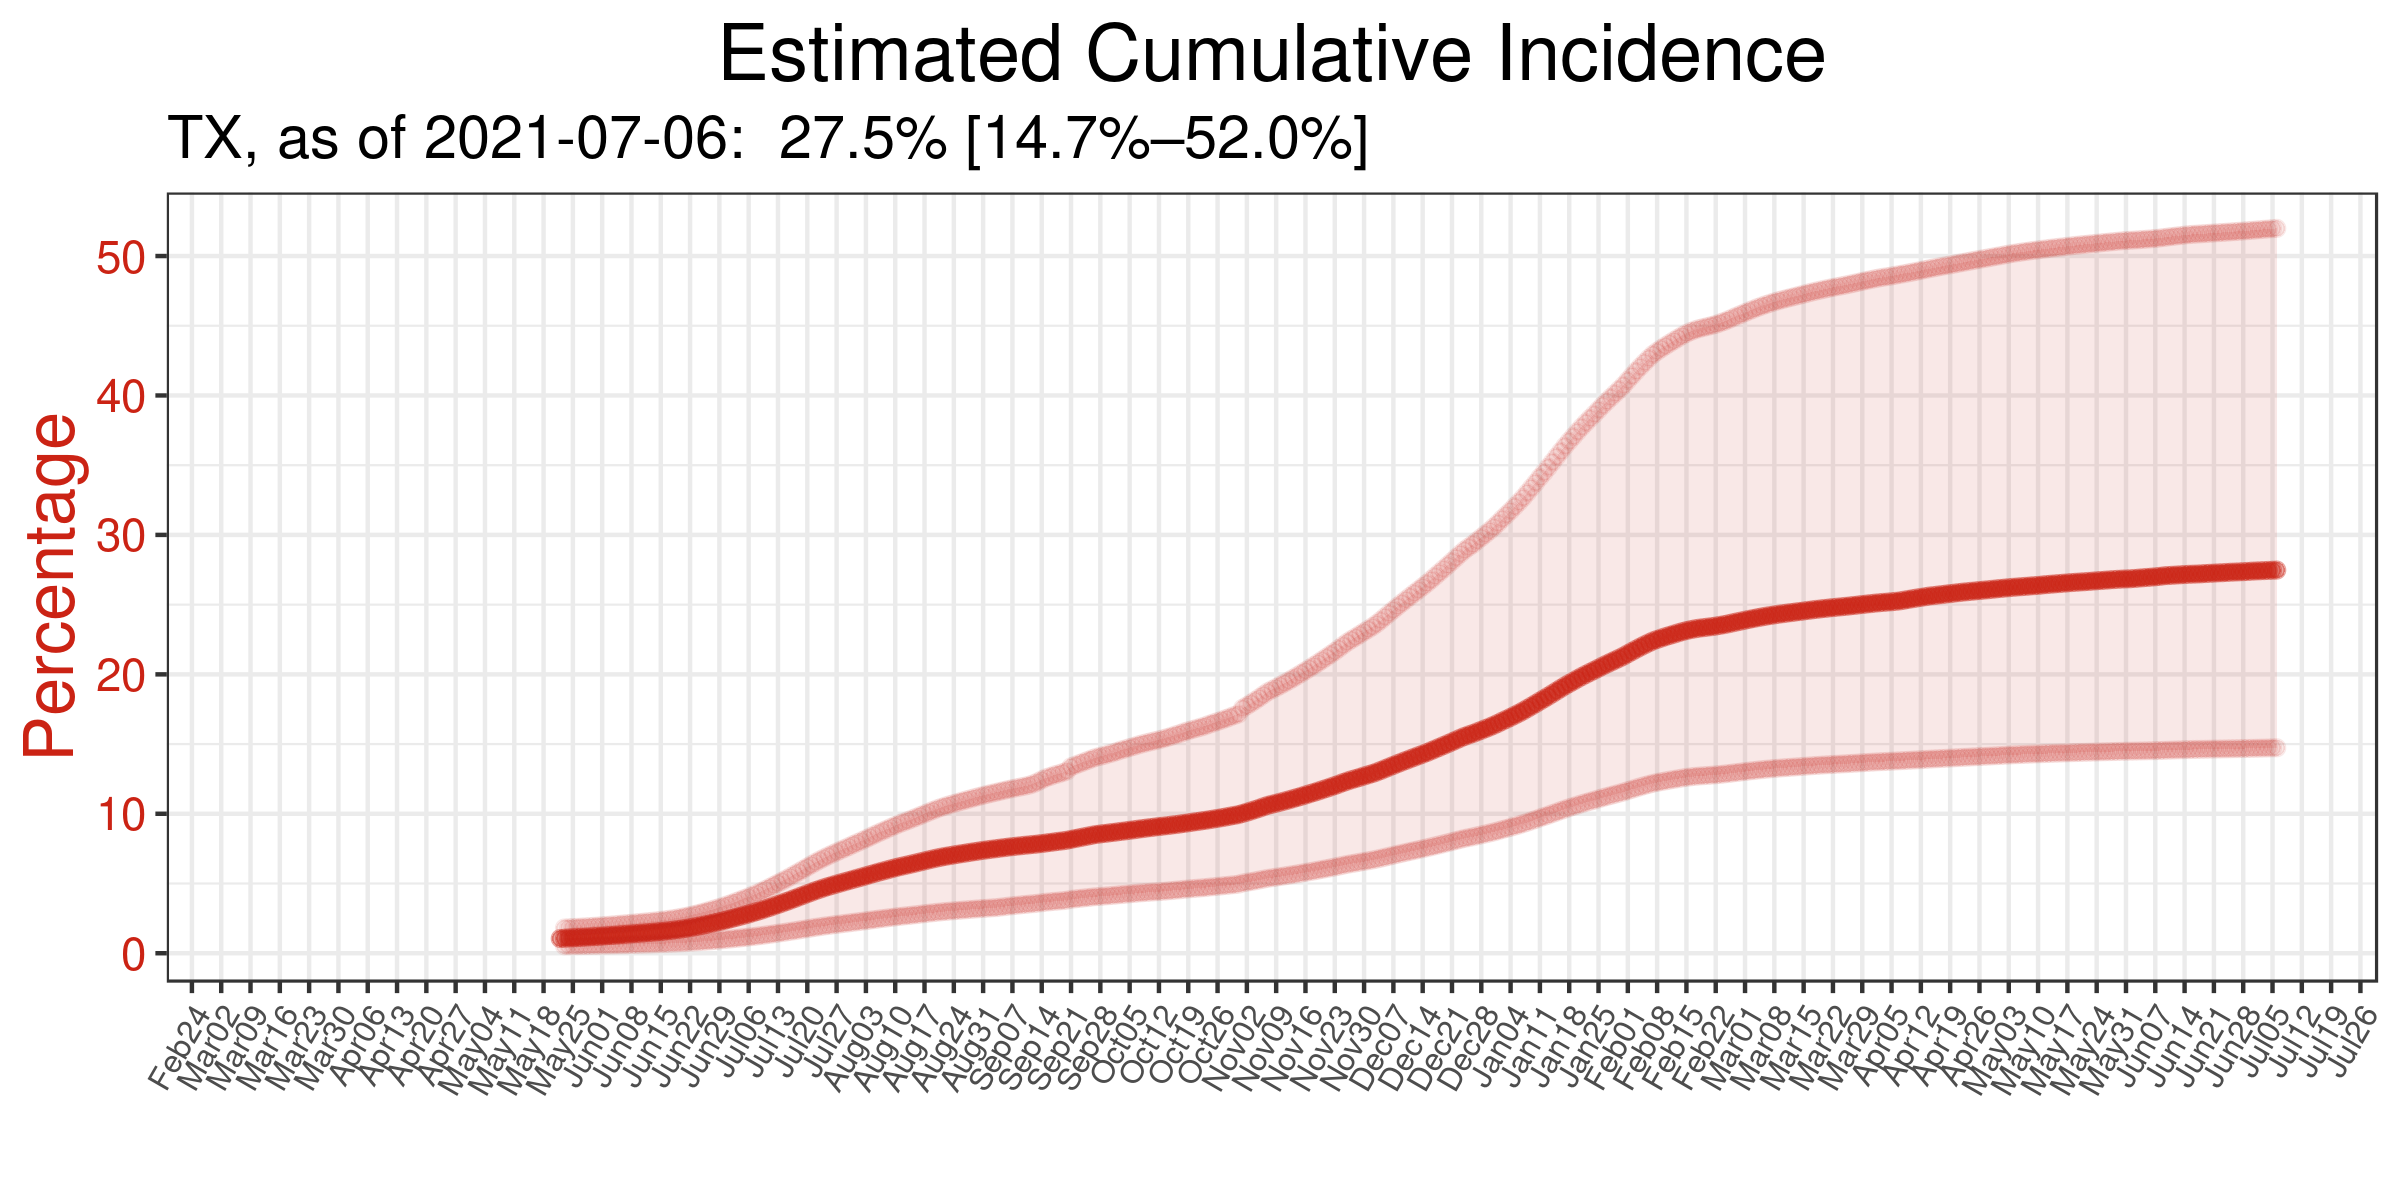 Estimated Cumulative Incidence
TX, as of 2021-07-06:  27.5% [14.7%–52.0%]
Percentage
50
40
30
20
10
0
Feb24
Mar02
Mar09
Mar16
Mar23
Mar30
Apr06
Apr13
Apr20
Apr27
May04
May11
May18
May25
Jun01
Jun08
Jun15
Jun22
Jun29
Jul06
Jul13
Jul20
Jul27
Aug03
Aug10
Aug17
Aug24
Aug31
Sep07
Sep14
Sep21
Sep28
Oct05
Oct12
Oct19
Oct26
Nov02
Nov09
Nov16
Nov23
Nov30
Dec07
Dec14
Dec21
Dec28
Jan04
Jan11
Jan18
Jan25
Feb01
Feb08
Feb15
Feb22
Mar01
Mar08
Mar15
Mar22
Mar29
Apr05
Apr12
Apr19
Apr26
May03
May10
May17
May24
May31
Jun07
Jun14
Jun21
Jun28
Jul05
Jul12
Jul19
Jul26